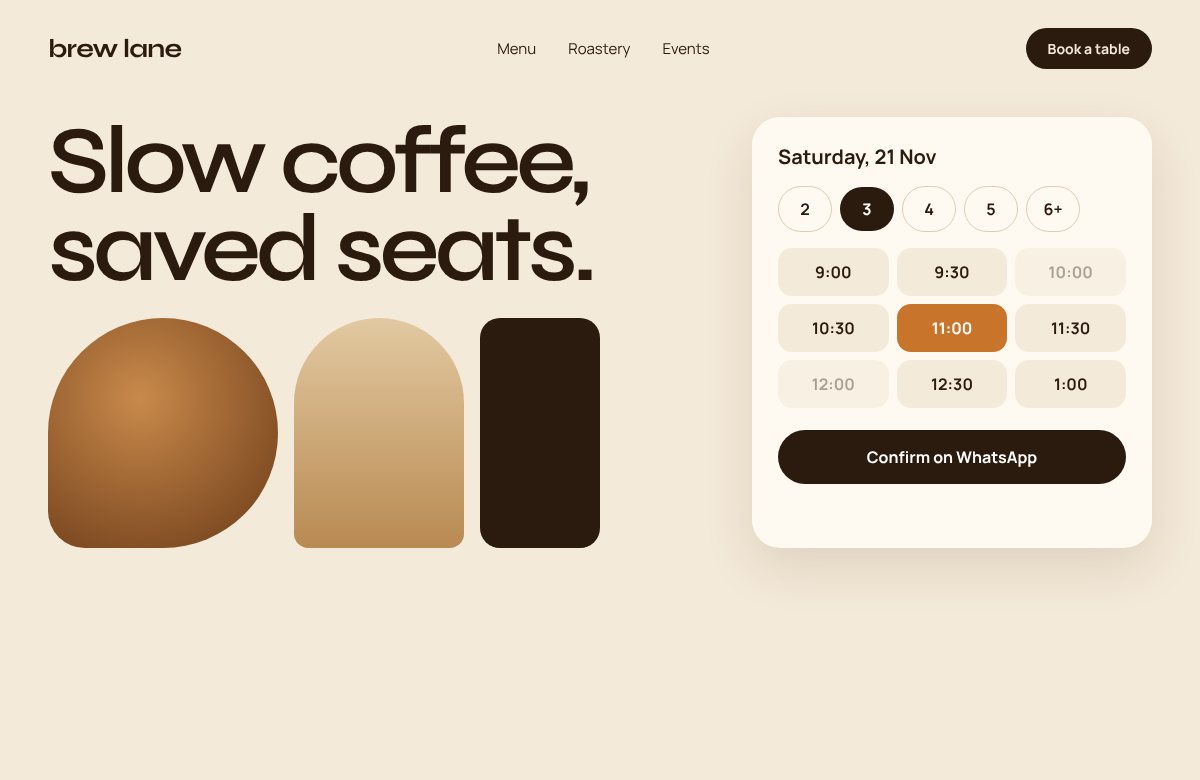 brew lane
Menu Roastery Events
Book a table
Slow coffee,
saved seats.
Saturday, 21 Nov
2 3 4 5 6+
9:00 9:30 10:00
10:30 11:00 11:30
12:00 12:30 1:00
Confirm on WhatsApp